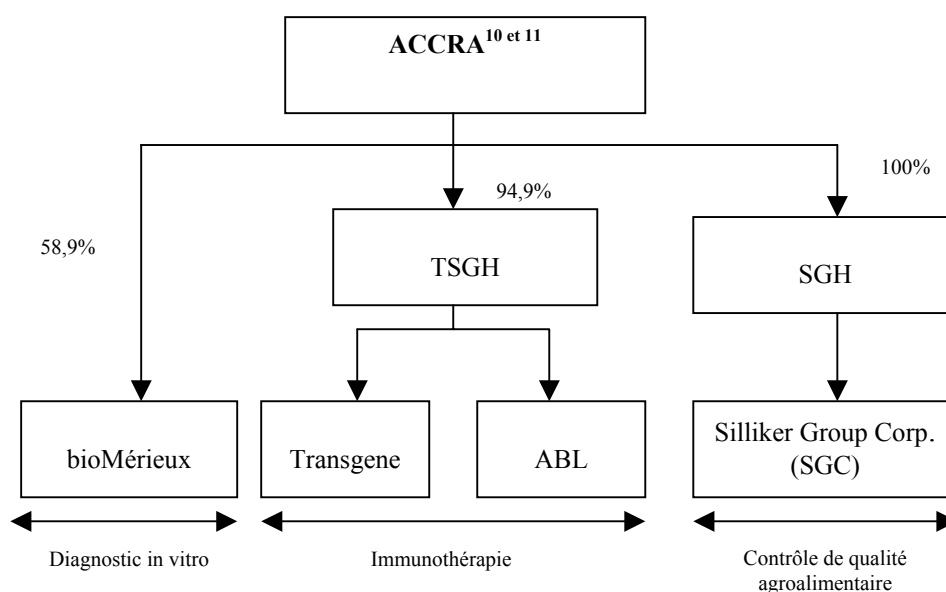 ACCRA10 et 11
100%
94,9%
58,9%
TSGH
SGH
bioMérieux
Transgene
ABL
Silliker Group Corp.
(SGC)
Diagnostic in vitro
Immunothérapie
Contrôle de qualité
agroalimentaire